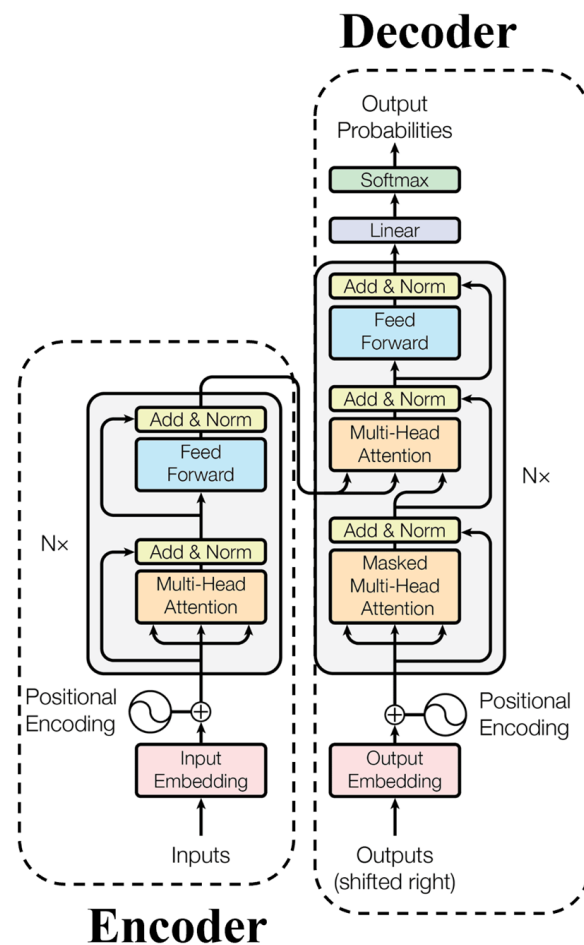 Decoder
Output
Probabilities
Softmax
Linear
Add & Norm
Feed
Forward
Add & Norm
Multi-Head
Attention
Nx
Add & Norm
Masked
Multi-Head
Attention
Positional
Encoding
Output
Embedding
Outputs
(shifted right)
Add & Norm
Feed
Forward
Nx
Add & Norm
Multi-Head
Attention
Positional
Encoding
Input
Embedding
Inputs
Encoder